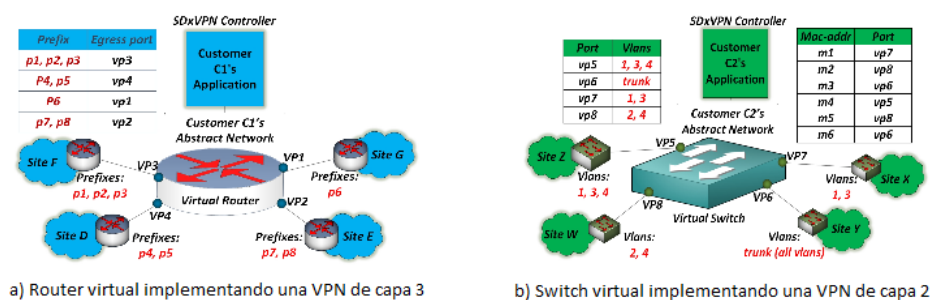 SDxVPN Controller
Prefix Egress port
p1, p2, p3 vp3
P4, p5 vp4
P6 vp1
p7, p8 vp2
Customer
C1's
Application
Customer C1's
Abstract Network
Site F
VP3
Prefixes:
p1, p2, p3
VP1
Site G
Prefixes:
p6
Virtual Router
VP4
Site D
Prefixes:
p4, p5
VP2
Prefixes:
p7, p8
Site E
a) Router virtual implementando una VPN de capa 3
SDxVPN Controller
Port Vlans
vp5 1, 3, 4
vp6 trunk
vp7 1, 3
vp8 2, 4
Customer
C2's
Application
Mac-addr Port
m1 vp7
m2 vp8
m3 vp6
m4 vp5
m5 vp8
m6 vp6
Customer C2's
Abstract Network
Site Z
VP5
Vlans:
1, 3, 4
VP7
Site X
Vlans:
1, 3
VP8
Virtual Switch
VP6
Site W
Vlans:
2, 4
Vlans:
trunk (all vlans)
Site Y
b) Switch virtual implementando una VPN de capa 2